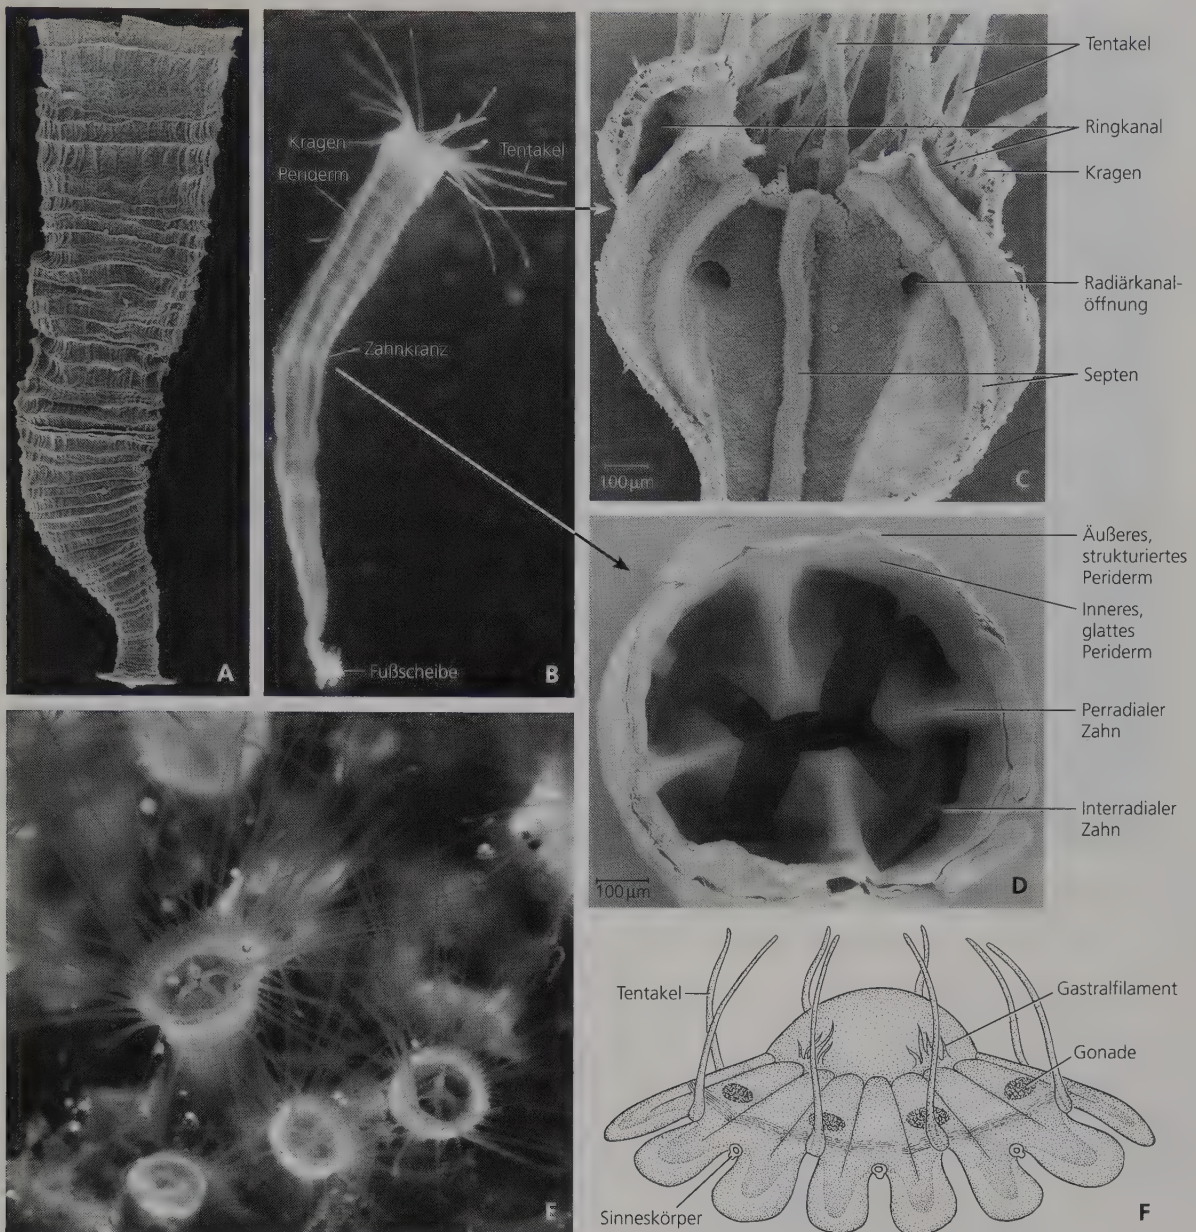 A
Kragen
Periderm
Tentakel
Zahnkranz
Fußscheibe
B
Tentakel
Ringkanal
Kragen
Radiärkanal-
öffnung
Septen
100 µm
C
Äußeres,
strukturiertes
Periderm
Inneres,
glattes
Periderm
Perradialer
Zahn
Interradialer
Zahn
100 µm
D
E
Tentakel
Gastralfilament
Gonade
Sinneskörper
F